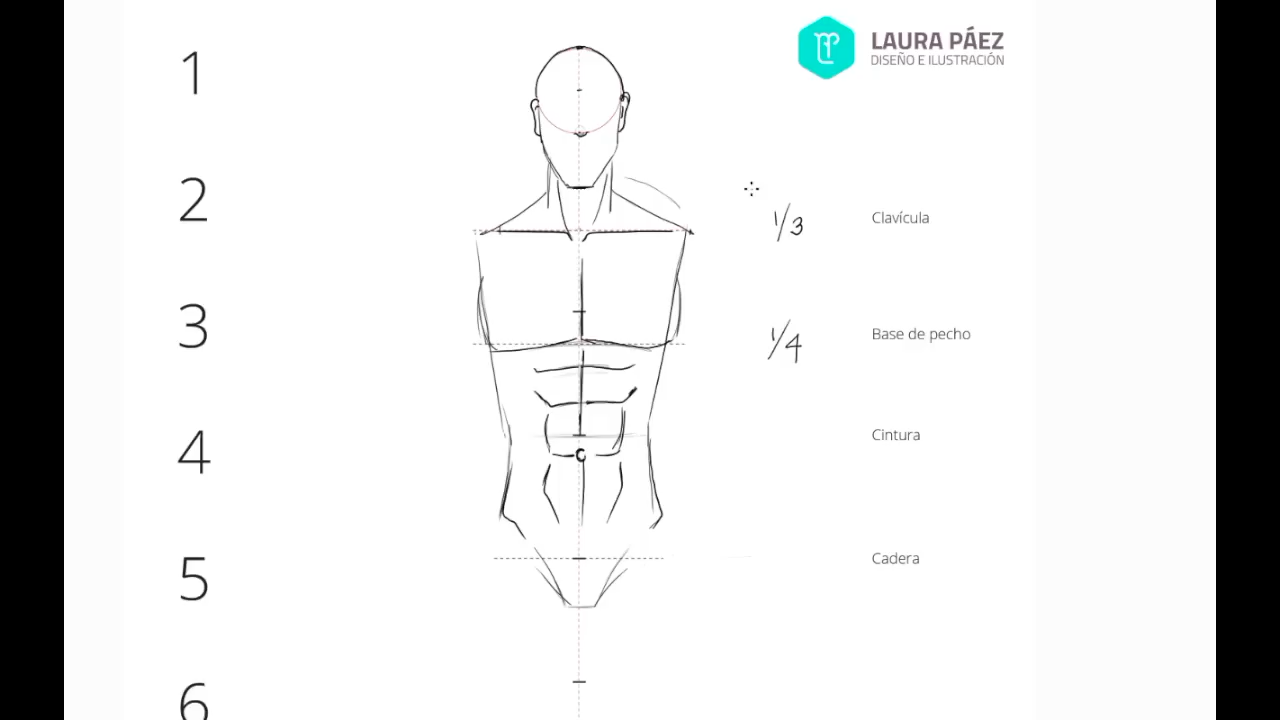 LAURA PÁEZ
DISEÑO E ILUSTRACIÓN
1
2
1/3 Clavícula
3
1/4 Base de pecho
4
Cintura
5
Cadera
6